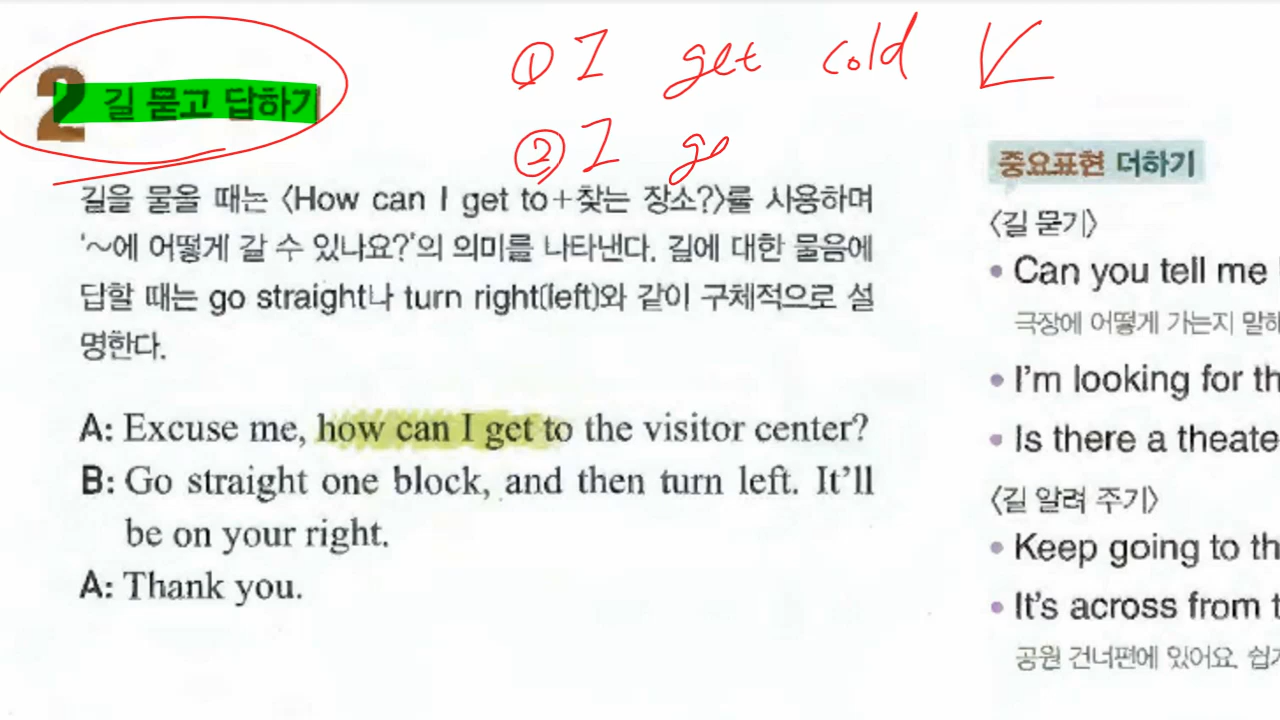 ① I get cold
② I go
2 길 묻고 답하기
길을 물을 때는 〈How can I get to+찾는 장소?〉를 사용하며
'~에 어떻게 갈 수 있나요?'의 의미를 나타낸다. 길에 대한 물음에
답할 때는 go straight나 turn right(left)와 같이 구체적으로 설
명한다.
A: Excuse me, how can I get to the visitor center?
B: Go straight one block, and then turn left. It'll
be on your right.
A: Thank you.
중요표현 더하기
〈길 묻기〉
• Can you tell me
극장에 어떻게 가는지 말하
• I'm looking for th
• Is there a theate
〈길 알려 주기〉
• Keep going to th
• It's across from t
공원 건너편에 있어요. 쉽게